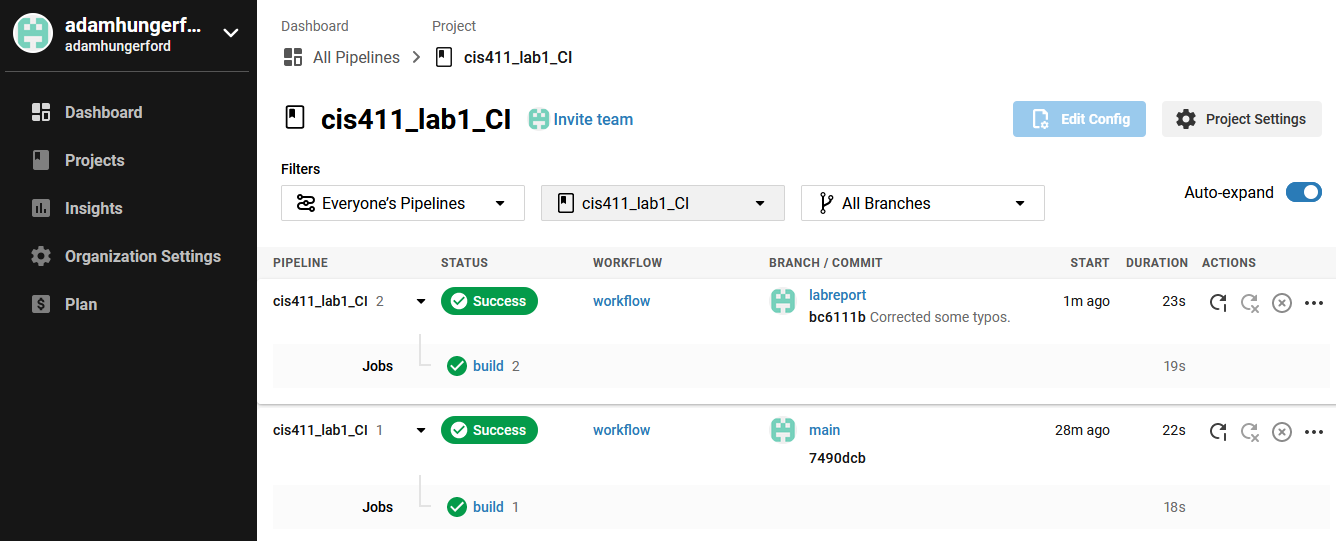 adamhungerf...
adamhungerford
Dashboard
Projects
Insights
Organization Settings
Plan
Dashboard Project
All Pipelines cis411_lab1_CI
cis411_lab1_CI Invite team
Edit Config Project Settings
Filters
Everyone's Pipelines cis411_lab1_CI All Branches
Auto-expand
PIPELINE STATUS WORKFLOW BRANCH / COMMIT START DURATION ACTIONS
cis411_lab1_CI 2 Success workflow labreport 1m ago 23s
bc6111b Corrected some typos.
Jobs build 2 19s
cis411_lab1_CI 1 Success workflow main 28m ago 22s
7490dcb
Jobs build 1 18s